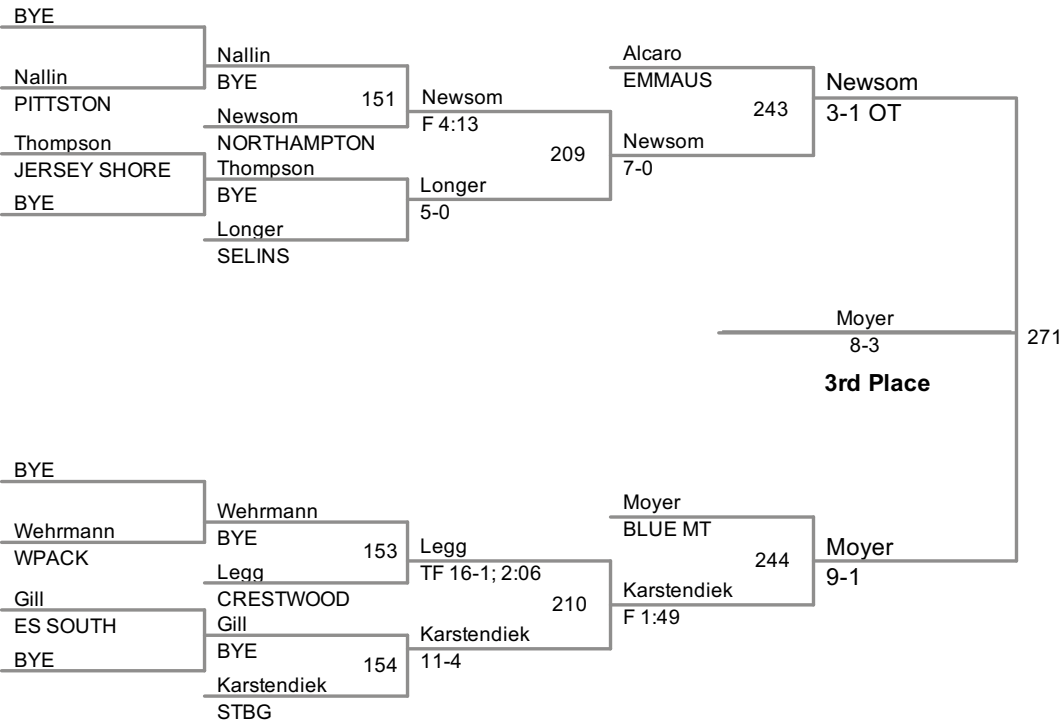 BYE
Nallin
PITTSTON
Thompson
JERSEY SHORE
BYE
Nallin
BYE
151
Newsom
NORTHAMPTON
Thompson
BYE
Longer
SELINS
Newsom
F 4:13
209
Longer
5-0
Alcaro
EMMAUS
243
Newsom
7-0
Newsom
3-1 OT
Moyer
8-3
271
3rd Place
BYE
Wehrmann
WPACK
Gill
ES SOUTH
BYE
Wehrmann
BYE
153
Legg
CRESTWOOD
Gill
BYE
154
Karstendiek
STBG
Legg
TF 16-1; 2:06
210
Karstendiek
11-4
Moyer
BLUE MT
244
Karstendiek
F 1:49
Moyer
9-1